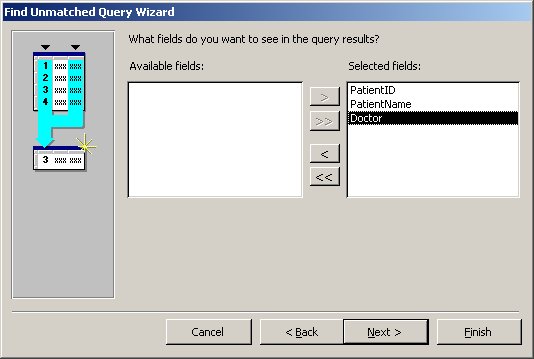 Find Unmatched Query Wizard
What fields do you want to see in the query results?
Available fields:
Selected fields:
1 xxx xxx
2 xxx xxx
3 xxx xxx
4 xxx xxx
3 xxx xxx
>
>>
<
<<
PatientID
PatientName
Doctor
Cancel
< Back
Next >
Finish